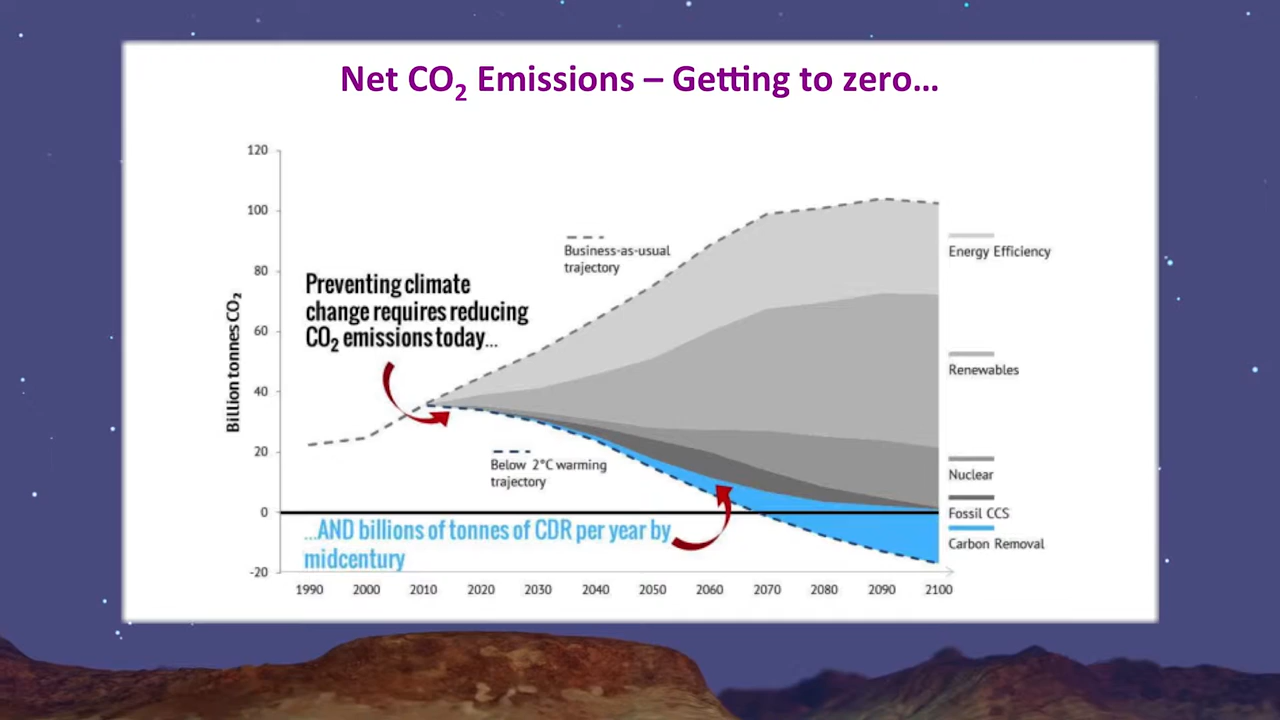 Net CO₂ Emissions – Getting to zero…
120
100
80
60
40
20
0
-20
Billion tonnes CO₂
1990 2000 2010 2020 2030 2040 2050 2060 2070 2080 2090 2100
Business-as-usual
trajectory
Preventing climate
change requires reducing
CO₂ emissions today...
Below 2°C warming
trajectory
...AND billions of tonnes of CDR per year by
midcentury
Energy Efficiency
Renewables
Nuclear
Fossil CCS
Carbon Removal